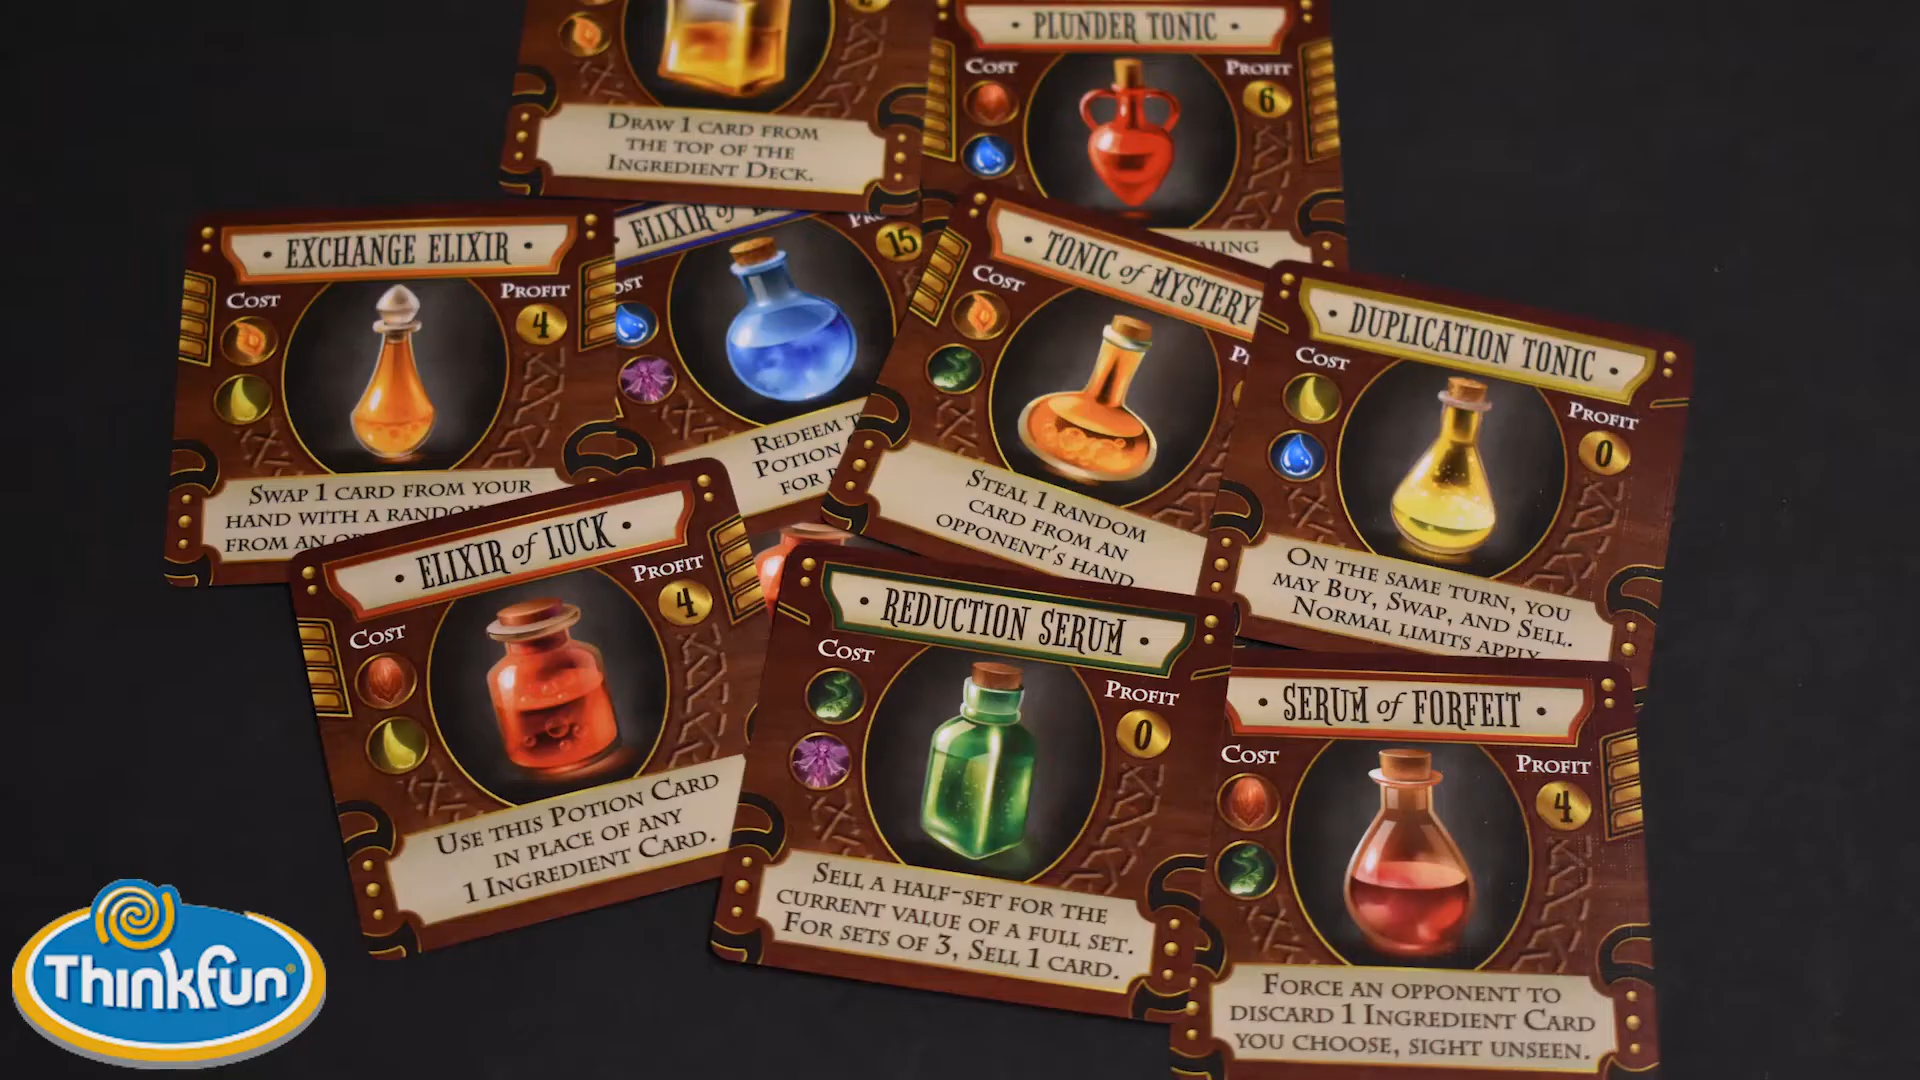 Draw 1 card from
the top of the
Ingredient Deck.
Plunder Tonic
Cost
Profit
6
Exchange Elixir
Cost
Profit
4
Swap 1 card from your
hand with a
from an
Elixir of
15
Redeem
Potion
for
Tonic of Mystery
Cost
Steal 1 random
card from an
opponent's hand
Duplication Tonic
Cost
Profit
0
On the same turn, you
may Buy, Swap, and Sell.
Normal limits apply
Elixir of Luck
Cost
Profit
4
Use this Potion Card
in place of any
1 Ingredient Card.
Reduction Serum
Cost
Profit
0
Sell a half-set for the
current value of a full set.
For sets of 3, Sell 1 card.
Serum of Forfeit
Cost
Profit
4
Force an opponent to
discard 1 Ingredient Card
you choose, sight unseen.
ThinkFun